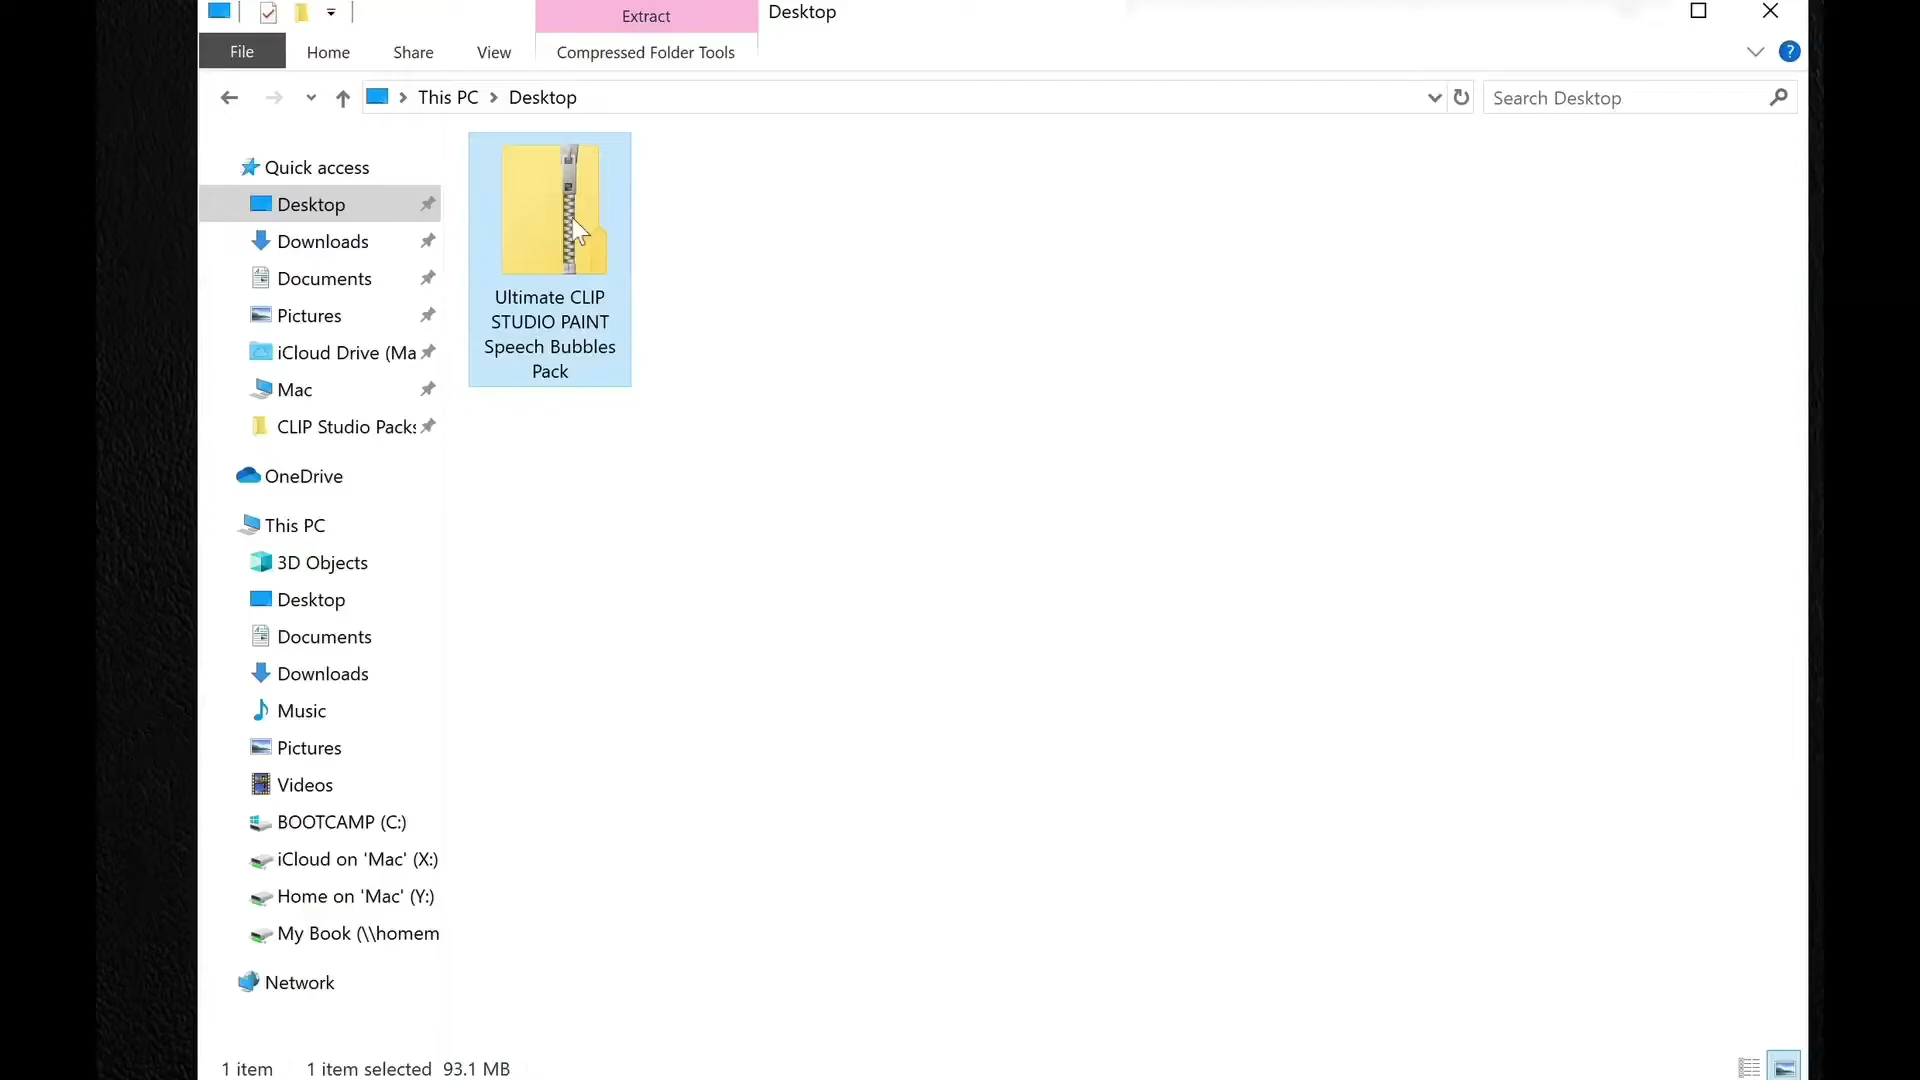 Extract
Desktop
File
Home
Share
View
Compressed Folder Tools
?
This PC
Desktop
Search Desktop
Quick access
Desktop
Downloads
Documents
Pictures
iCloud Drive (Ma
Mac
CLIP Studio Packs
OneDrive
This PC
3D Objects
Desktop
Documents
Downloads
Music
Pictures
Videos
BOOTCAMP (C:)
iCloud on 'Mac' (X:)
Home on 'Mac' (Y:)
My Book (\\homem
Network
Ultimate CLIP
STUDIO PAINT
Speech Bubbles
Pack
1 item
1 item selected 93.1 MB